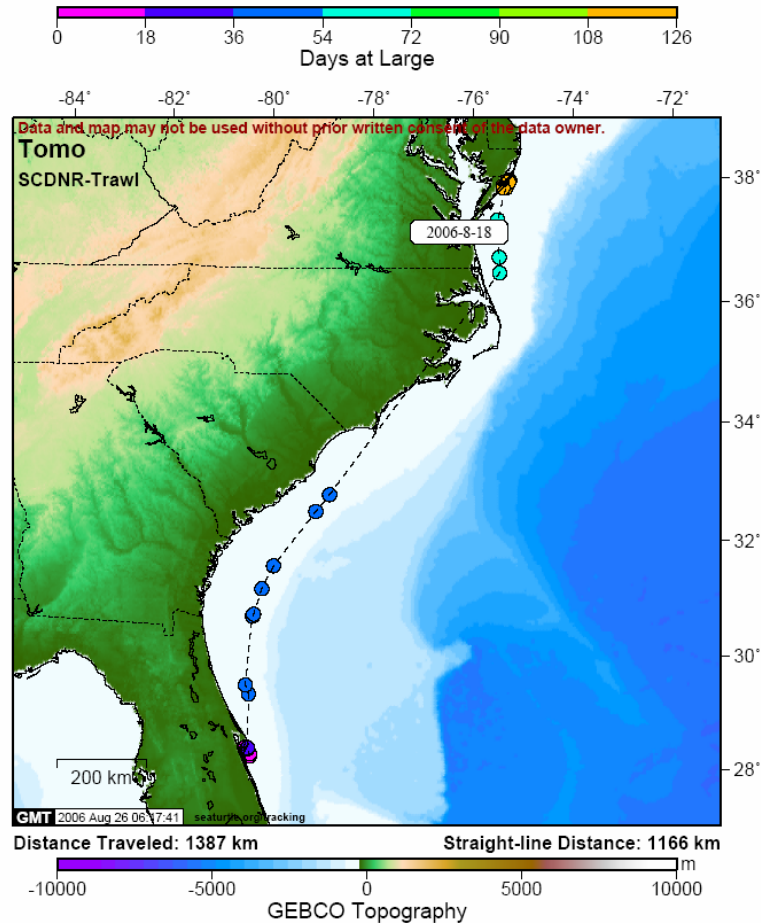 0 18 36 54 72 90 108 126
Days at Large
-84° -82° -80° -78° -76° -74° -72°
Data and map may not be used without prior written consent of the data owner.
Tomo
SCDNR-Trawl
38°
2006-8-18
36°
34°
32°
30°
28°
200 km
GMT 2006 Aug 26 06:17:41 seaturtle.org/tracking
Distance Traveled: 1387 km Straight-line Distance: 1166 km
m
-10000 -5000 0 5000 10000
GEBCO Topography